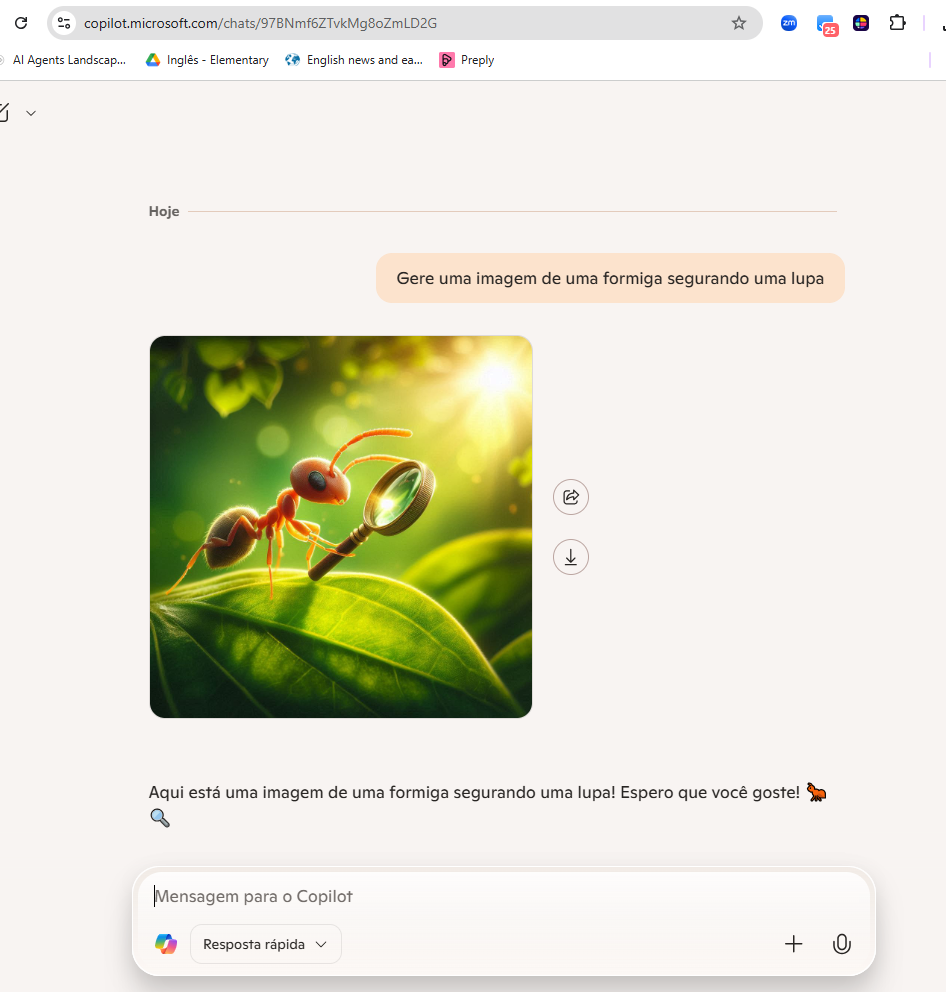 copilot.microsoft.com/chats/97BNmf6ZTvkMg8oZmLD2G
zm
25
AI Agents Landscap...
Inglês - Elementary
English news and ea...
Preply
Hoje
Gere uma imagem de uma formiga segurando uma lupa
Aqui está uma imagem de uma formiga segurando uma lupa! Espero que você goste! 🐜
🔍
Mensagem para o Copilot
Resposta rápida